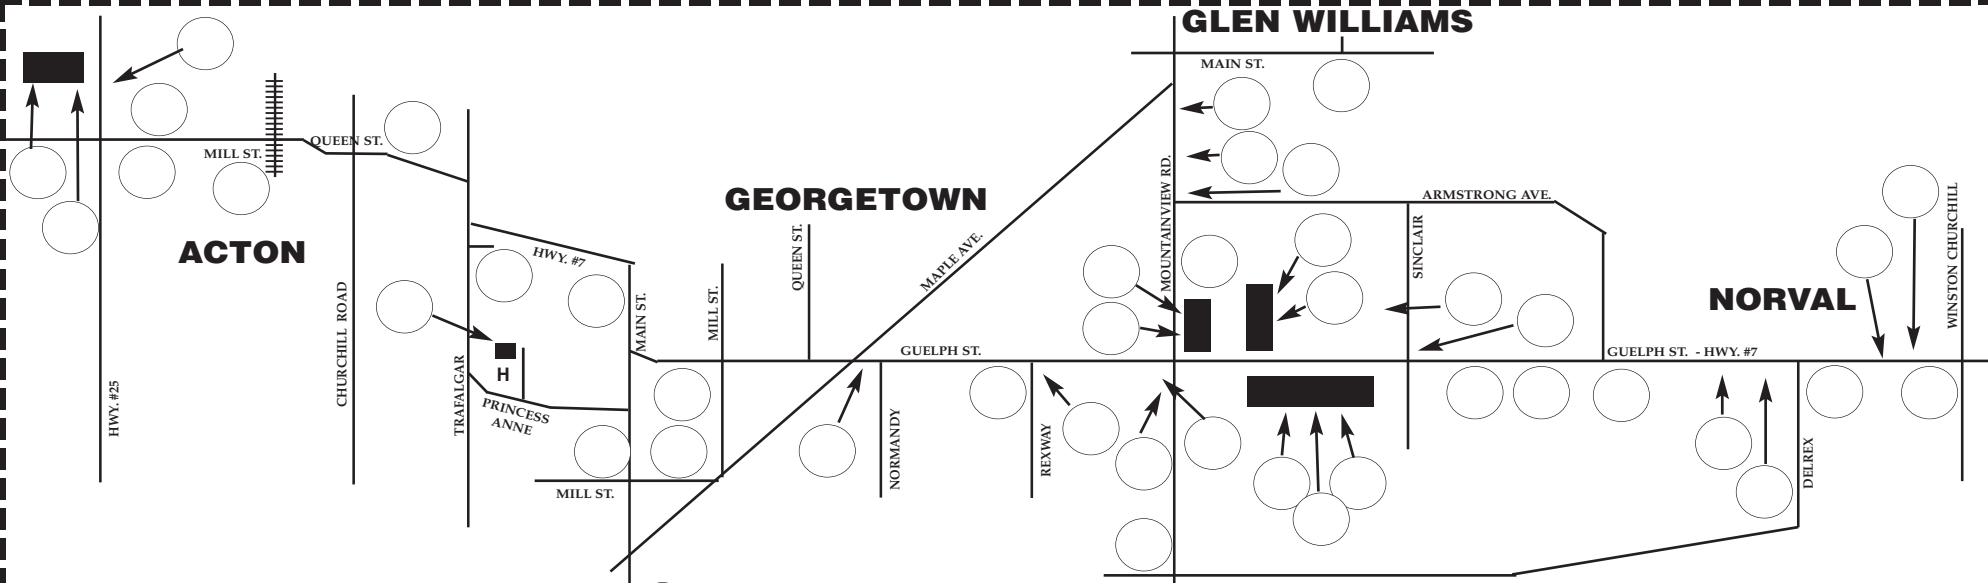 GLEN WILLIAMS
MAIN ST.
QUEEN ST.
MILL ST.
ACTON
GEORGETOWN
ARMSTRONG AVE.
MOUNTAINVIEW RD.
MAPLE AVE.
SINCLAIR
QUEEN ST.
HWY. #7
MAIN ST.
MILL ST.
NORVAL
WINSTON CHURCHILL
CHURCHILL ROAD
HWY. #25
TRAFALGAR
H
PRINCESS
ANNE
GUELPH ST.
GUELPH ST. - HWY. #7
NORMANDY
REXWAY
DELREX
MILL ST.